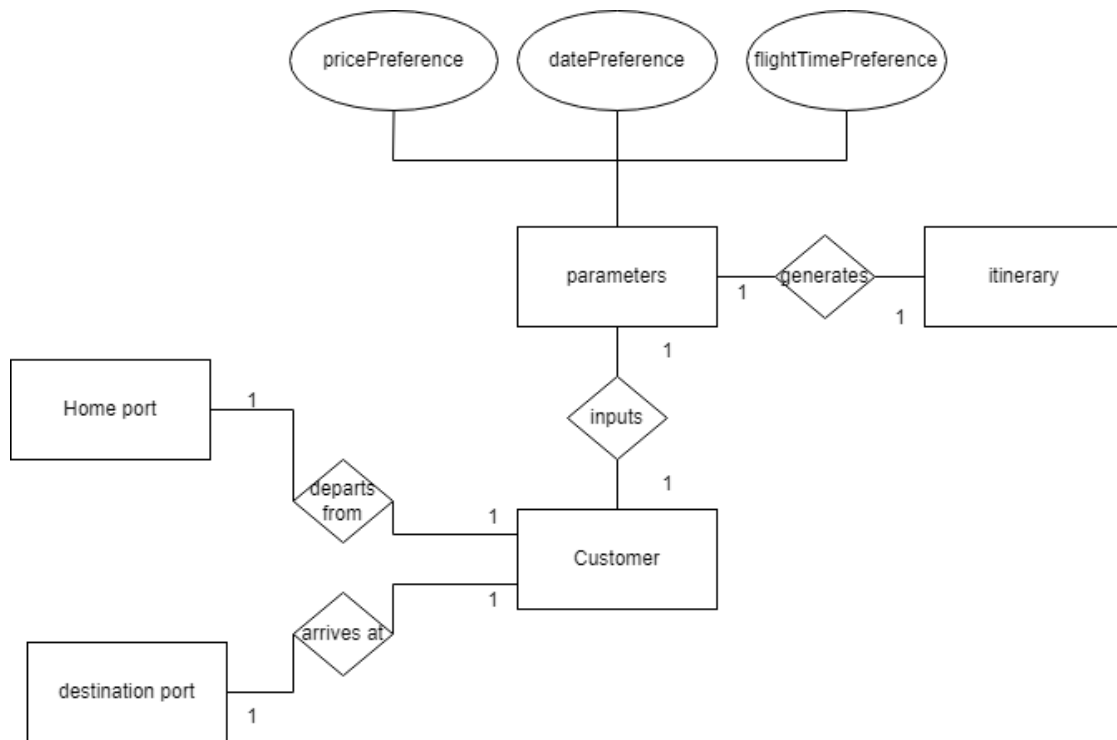 pricePreference
datePreference
flightTimePreference
parameters
1
generates
1
itinerary
1
inputs
1
Home port
1
departs
from
1
Customer
1
arrives at
destination port
1